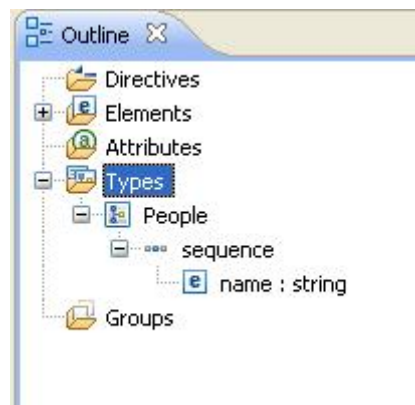 Outline
Directives
Elements
Attributes
Types
People
sequence
name : string
Groups